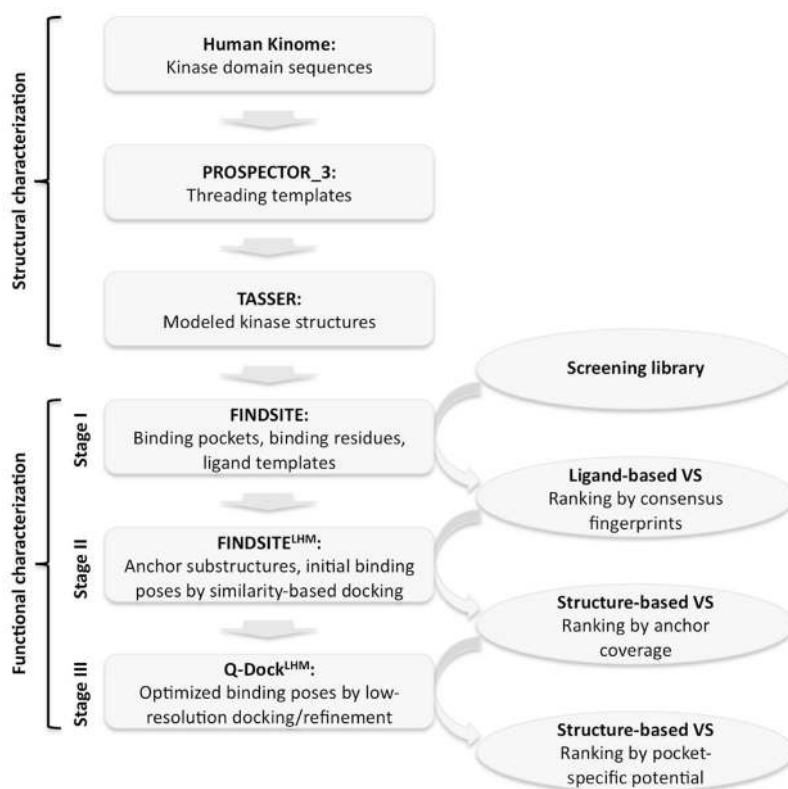 Structural characterization
Human Kinome:
Kinase domain sequences
PROSPECTOR_3:
Threading templates
TASSER:
Modeled kinase structures
Functional characterization
Stage I
FINDSITE:
Binding pockets, binding residues,
ligand templates
Stage II
FINDSITELHM:
Anchor substructures, initial binding
poses by similarity-based docking
Stage III
Q-DockLHM:
Optimized binding poses by low-
resolution docking/refinement
Screening library
Ligand-based VS
Ranking by consensus
fingerprints
Structure-based VS
Ranking by anchor
coverage
Structure-based VS
Ranking by pocket-
specific potential